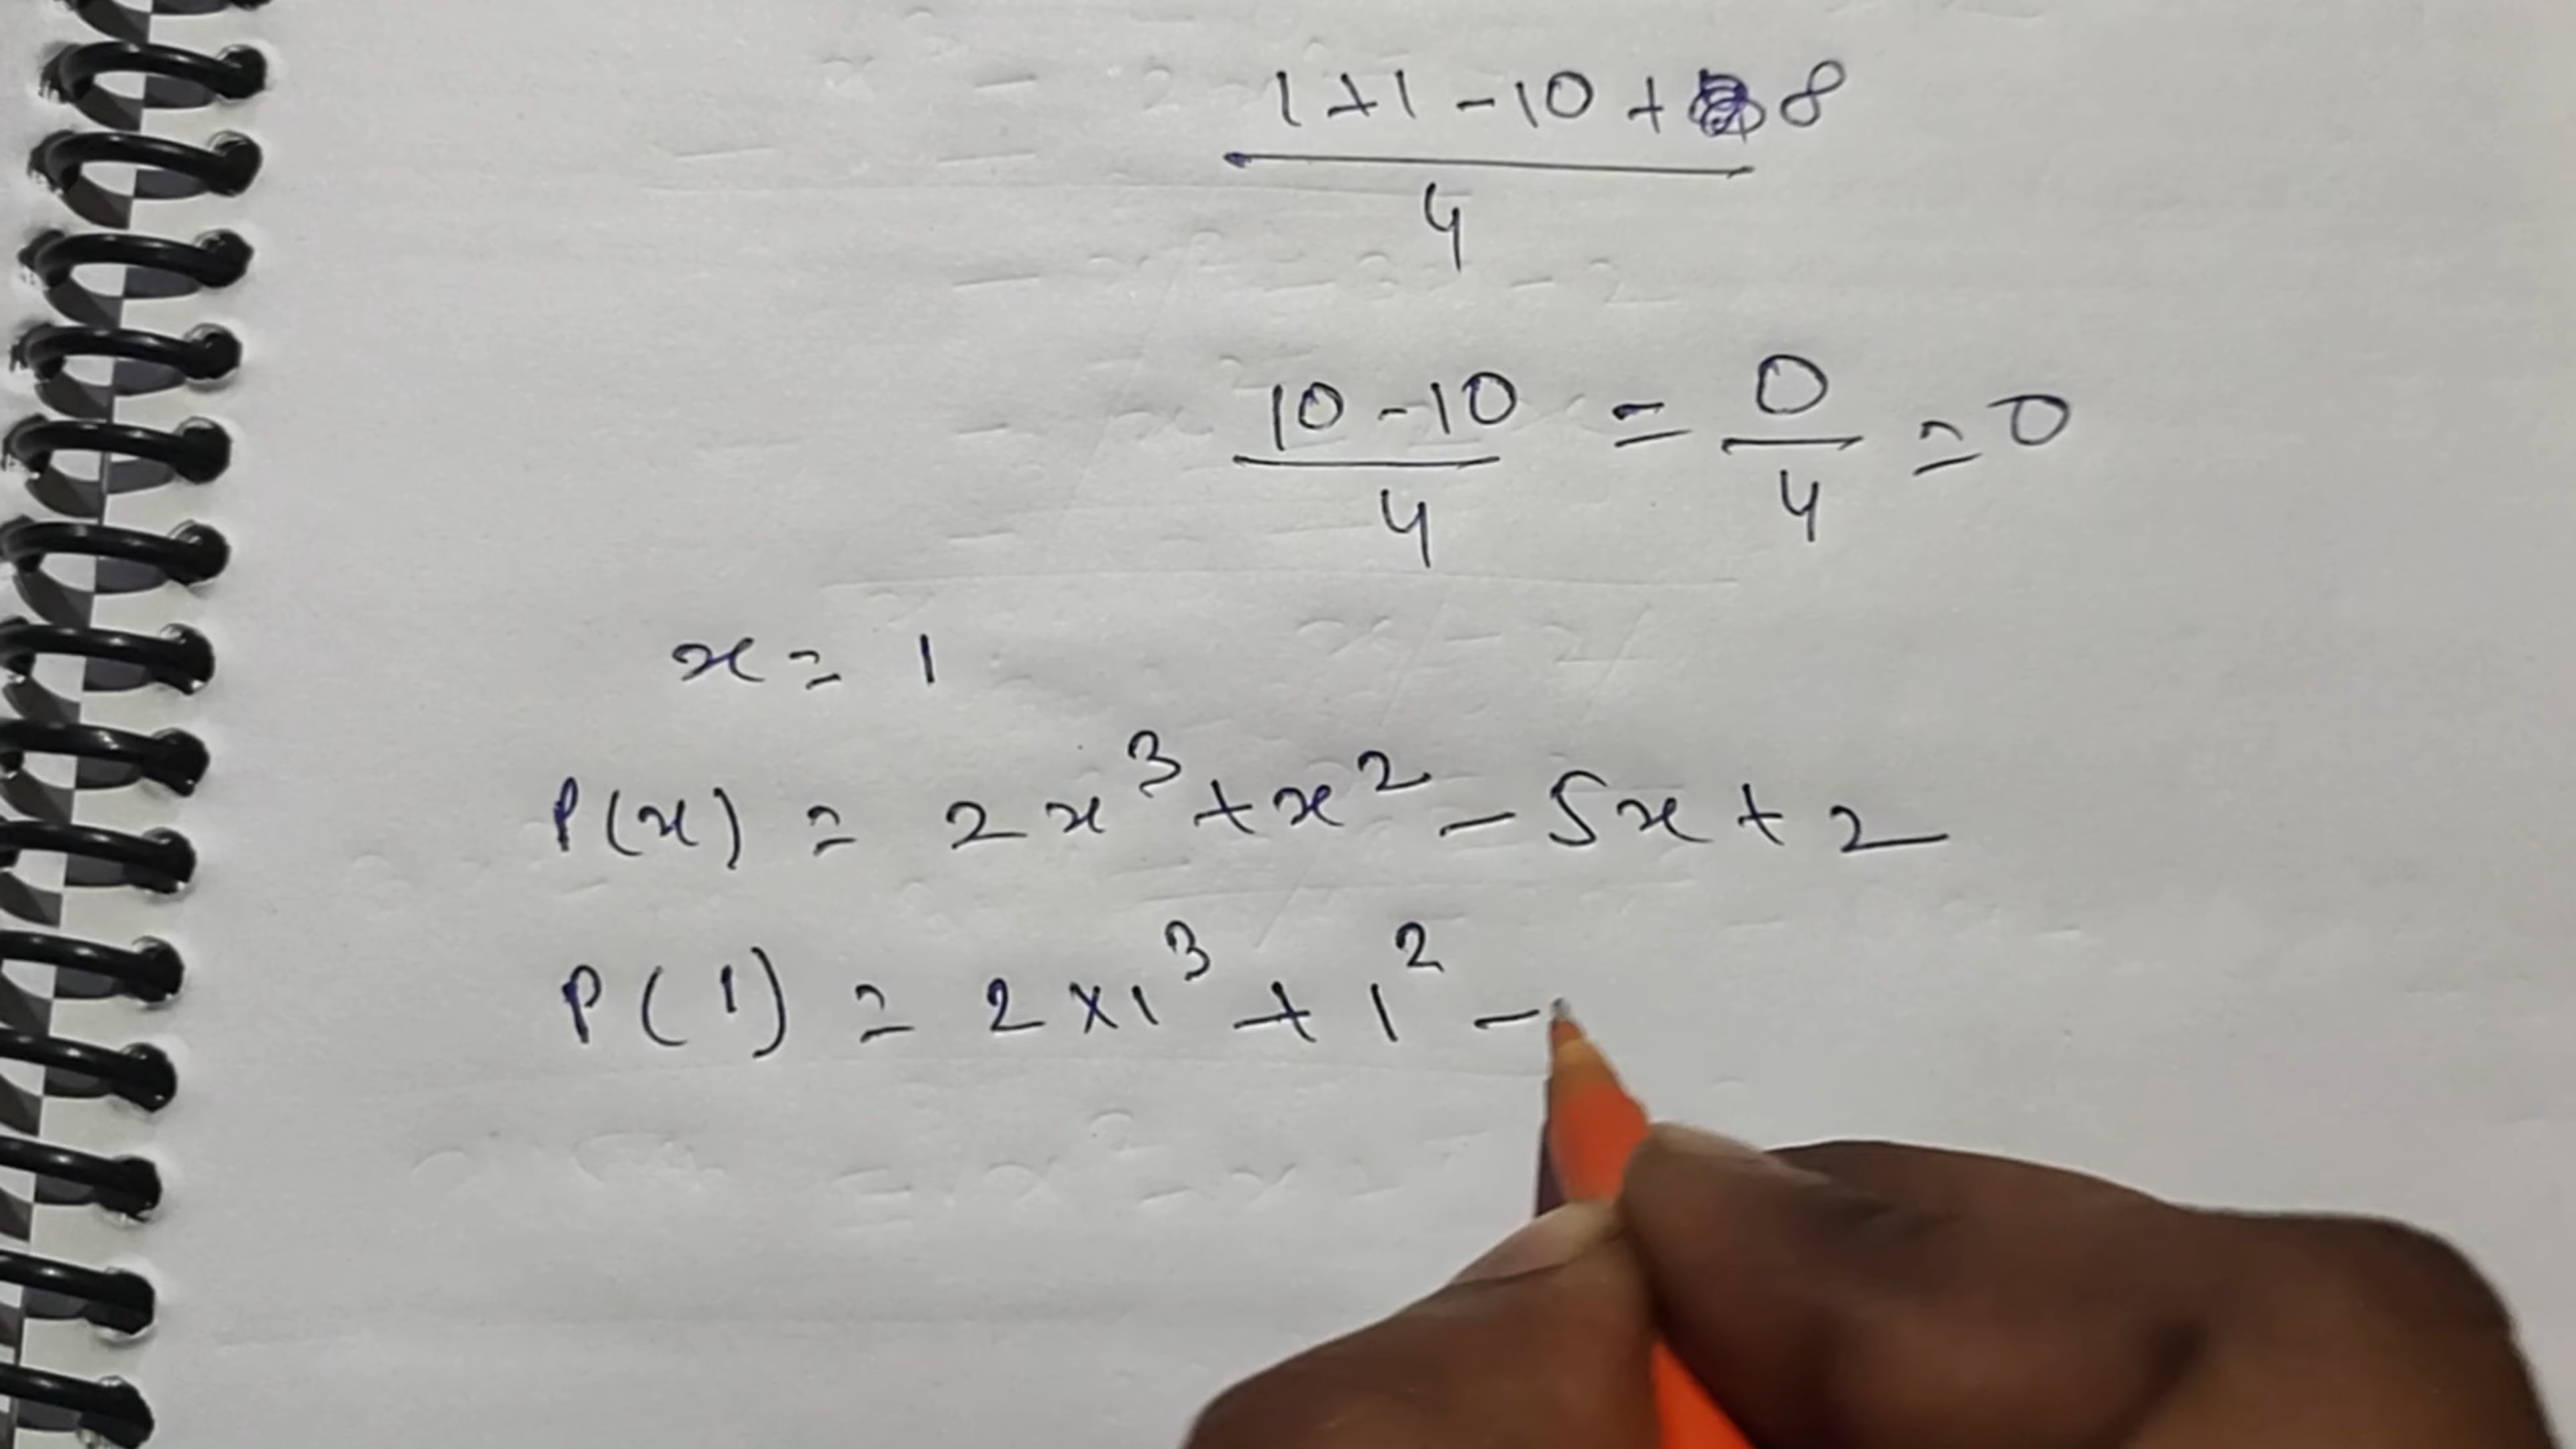 1+1-10+8
4
10-10 = 0 = 0
4 4
x = 1
P(x) = 2x³+x²-5x+2
P(1) = 2×1³+1²-